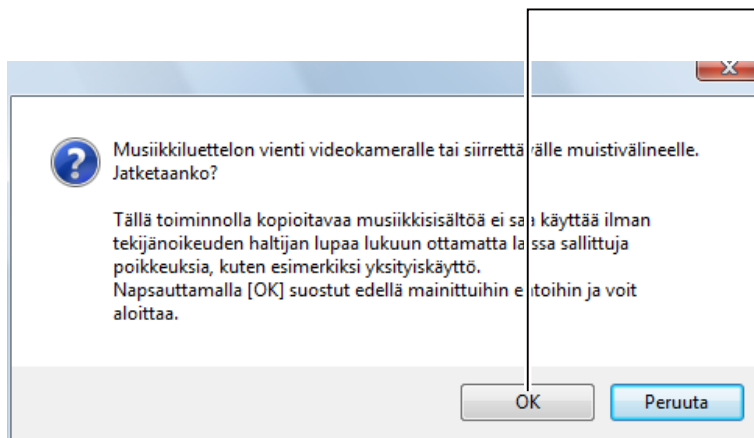 Musiikkiluettelon vienti videokameralle tai siirrettävälle muistivälineelle.
Jatketaanko?
Tällä toiminnolla kopioitavaa musiikkisisältöä ei saa käyttää ilman
tekijänoikeuden haltijan lupaa lukuun ottamatta laissa sallittuja
poikkeuksia, kuten esimerkiksi yksityiskäyttö.
Napsauttamalla [OK] suostut edellä mainittuihin ehtoihin ja voit
aloittaa.
OK Peruuta